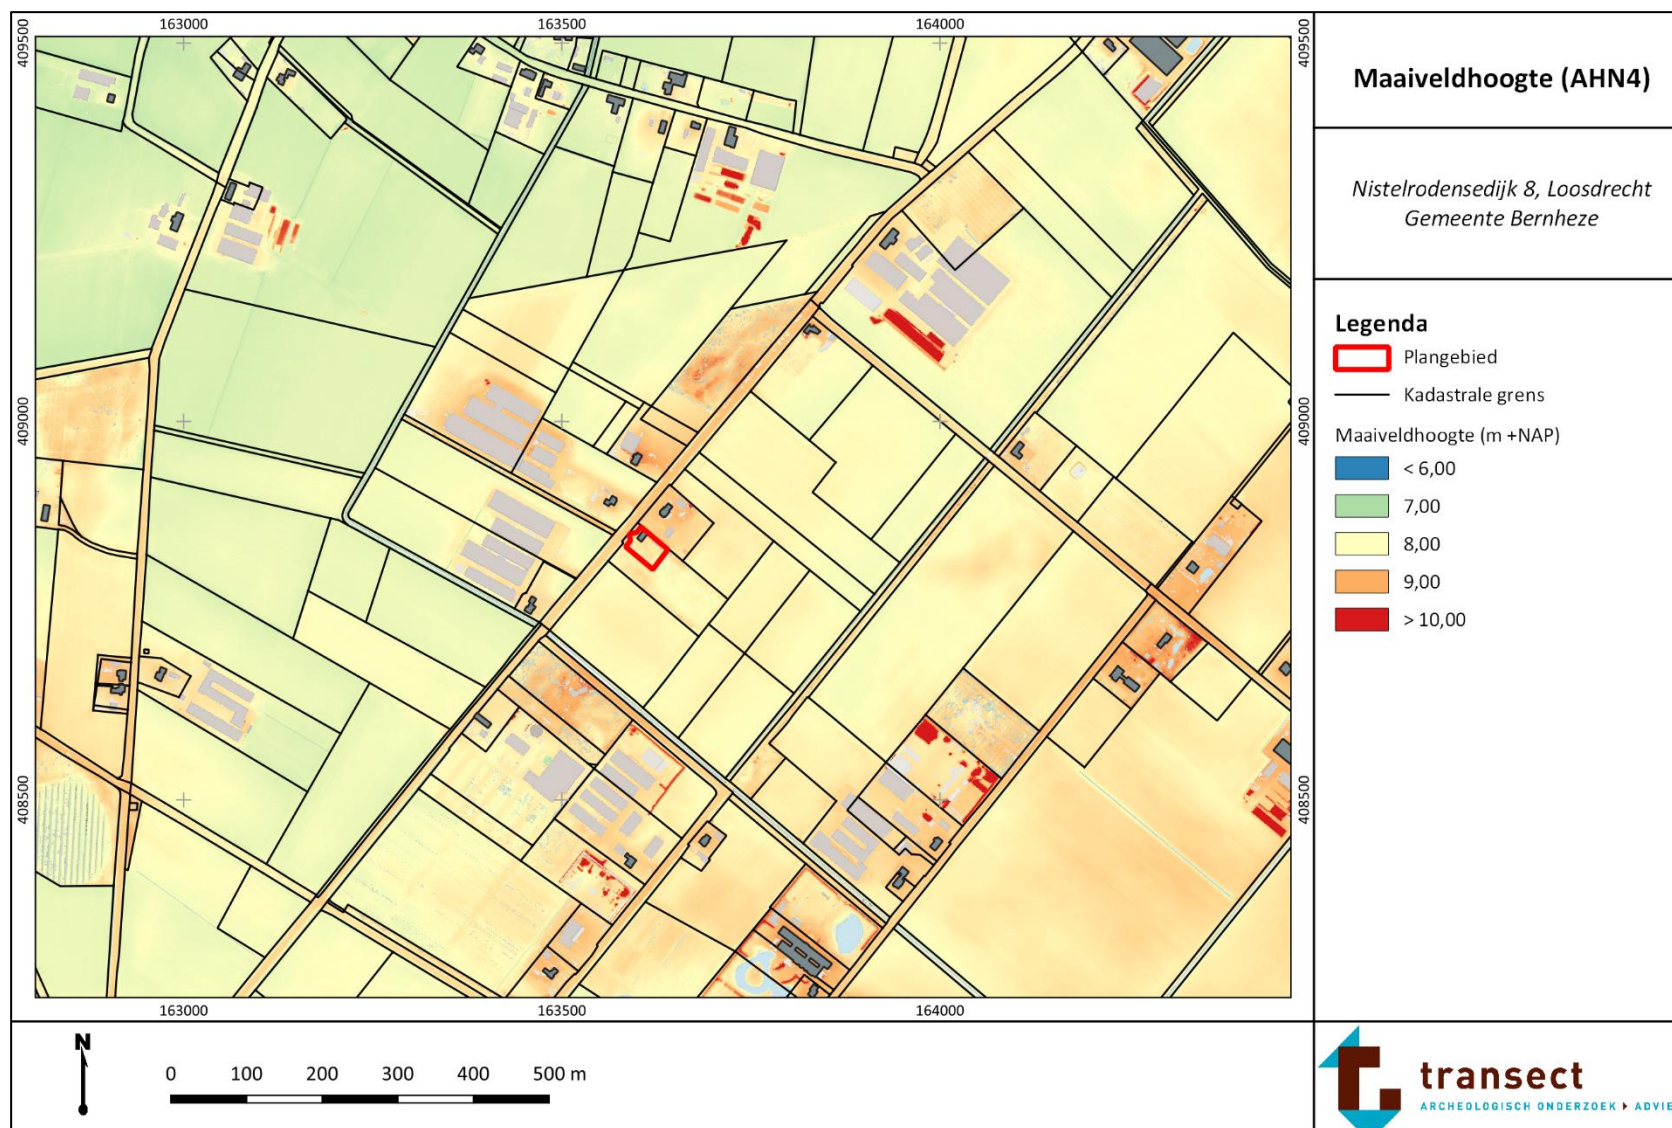 163000 163500 164000
409500 409500
Maaiveldhoogte (AHN4)
Nistelrodensedijk 8, Loosdrecht
Gemeente Bernheze
Legenda
Plangebied
Kadastrale grens
Maaiveldhoogte (m +NAP)
< 6,00
7,00
8,00
9,00
> 10,00
409000 409000
408500 408500
163000 163500 164000
N
0 100 200 300 400 500 m
transect
ARCHEOLOGISCH ONDERZOEK ADVIE